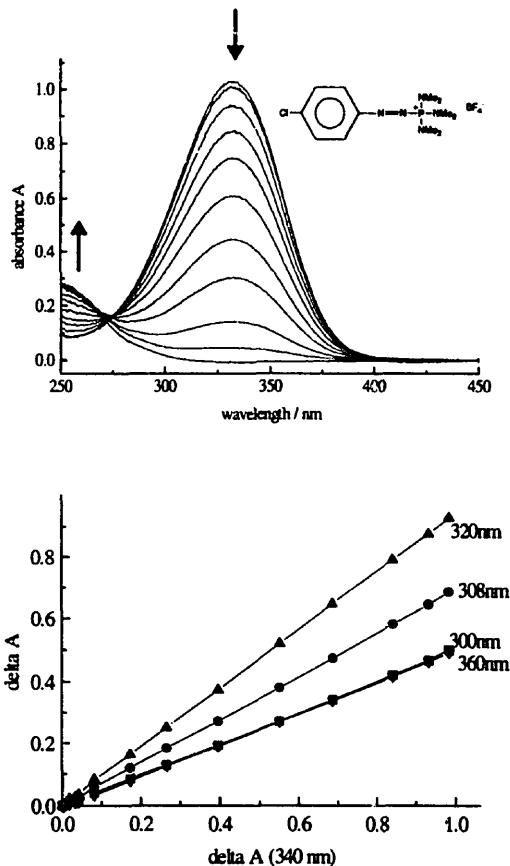 1.0
0.8
0.6
0.4
0.2
0.0
absorbance A
250
300
350
400
450
wavelength / nm
Cl
N
N
P
+
NMe2
NMe2
NMe2
BF4-
0.8
0.6
0.4
0.2
0.0
delta A
320nm
308nm
300nm
360nm
0.0
0.2
0.4
0.6
0.8
1.0
delta A (340 nm)